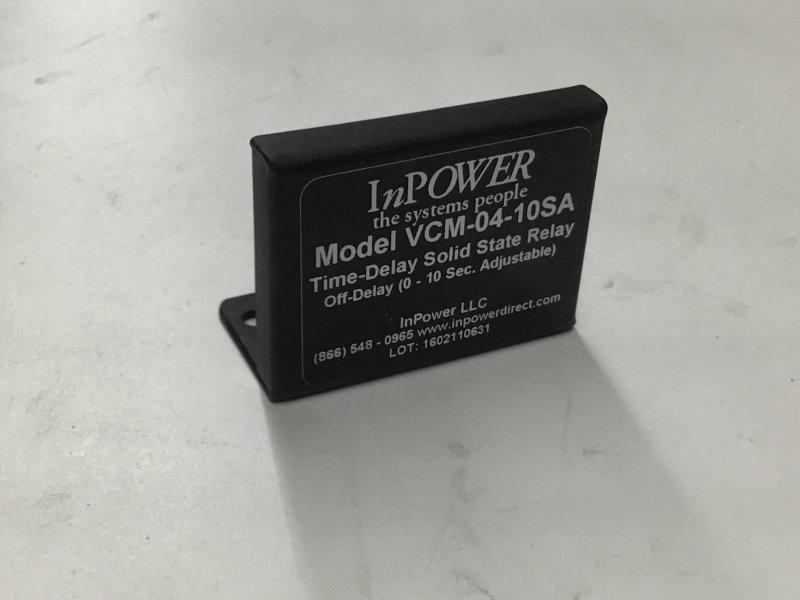 InPOWER
the systems people
Model VCM-04-10SA
Time-Delay Solid State Relay
Off-Delay (0 - 10 Sec. Adjustable)
InPower LLC
(866) 548 - 0965 www.inpowerdirect.com
LOT: 1602110631